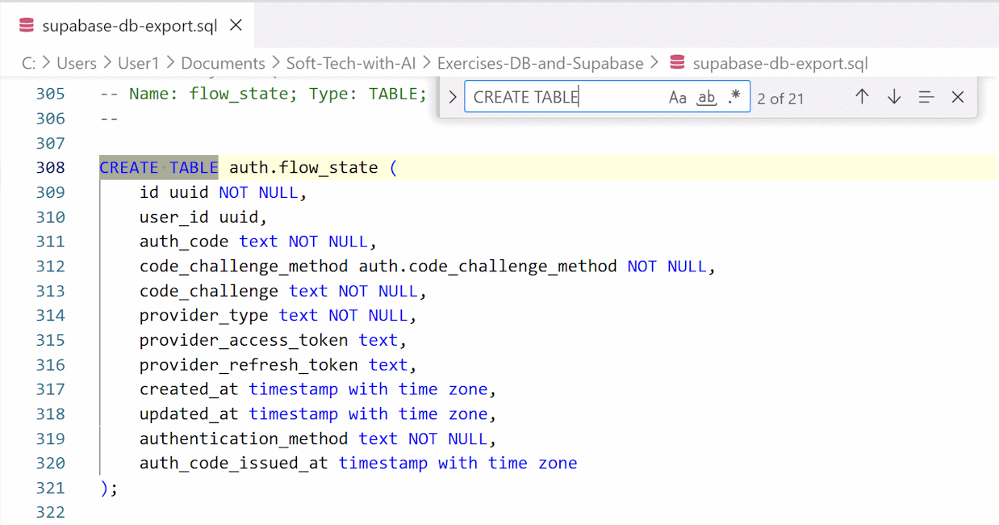 supabase-db-export.sql
C: > Users > User1 > Documents > Soft-Tech-with-AI > Exercises-DB-and-Supabase > supabase-db-export.sql
CREATE TABLE Aa ab .* 2 of 21
305 -- Name: flow_state; Type: TABLE;
306 --
307
308 CREATE TABLE auth.flow_state (
309 id uuid NOT NULL,
310 user_id uuid,
311 auth_code text NOT NULL,
312 code_challenge_method auth.code_challenge_method NOT NULL,
313 code_challenge text NOT NULL,
314 provider_type text NOT NULL,
315 provider_access_token text,
316 provider_refresh_token text,
317 created_at timestamp with time zone,
318 updated_at timestamp with time zone,
319 authentication_method text NOT NULL,
320 auth_code_issued_at timestamp with time zone
321 );
322